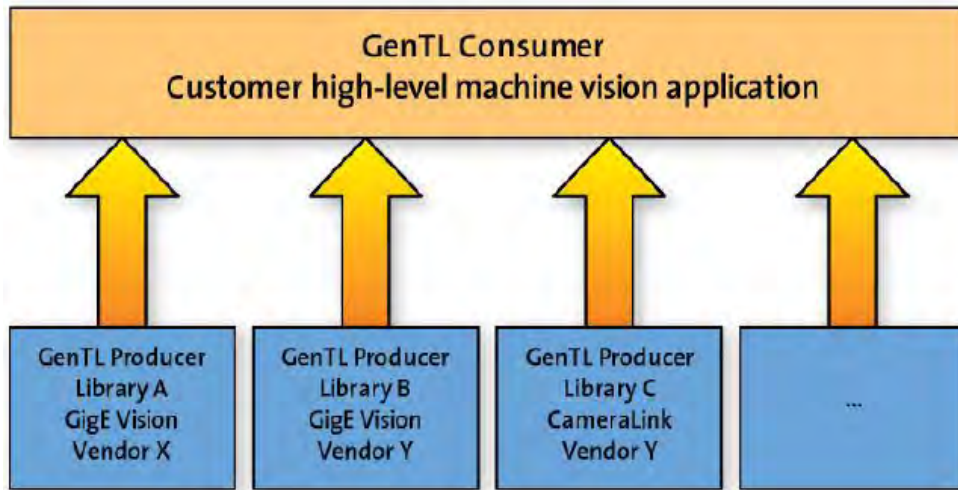 GenTL Consumer
Customer high-level machine vision application
GenTL Producer
Library A
GigE Vision
Vendor X
GenTL Producer
Library B
GigE Vision
Vendor Y
GenTL Producer
Library C
CameraLink
Vendor Y
...